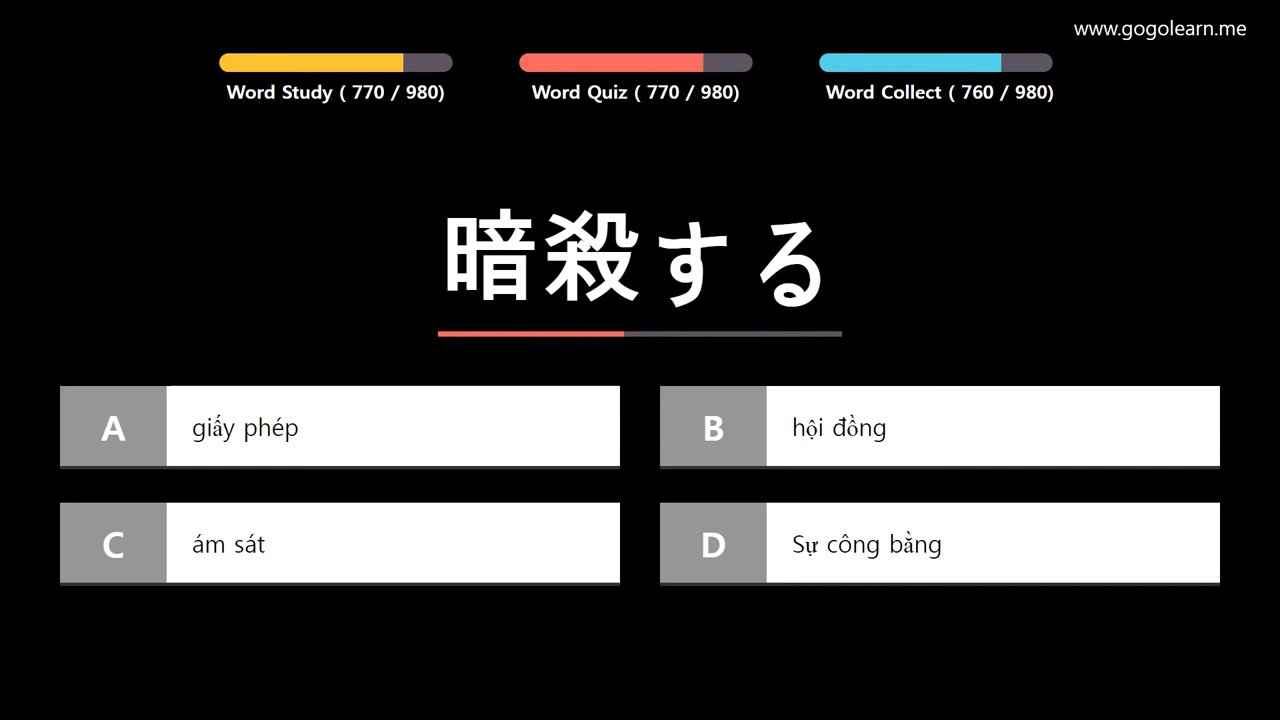 www.gogolearn.me
Word Study ( 770 / 980)
Word Quiz ( 770 / 980)
Word Collect ( 760 / 980)
暗殺する
A giấy phép
B hội đồng
C ám sát
D Sự công bằng